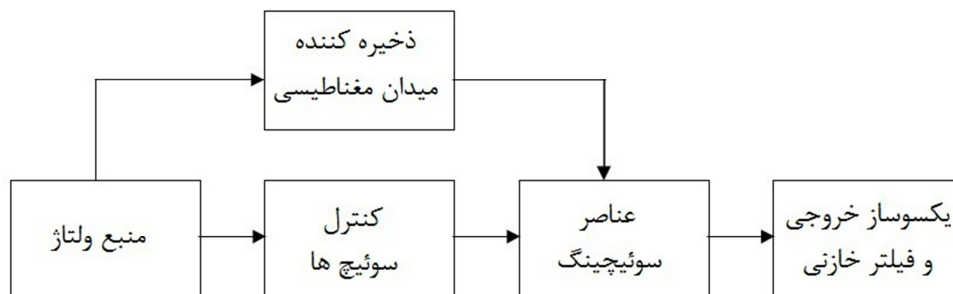 ذخیره کننده
میدان مغناطیسی
منبع ولتاژ
کنترل
سوئیچ ها
عناصر
سوئیچینگ
یکسوساز خروجی
و فیلتر خازنی